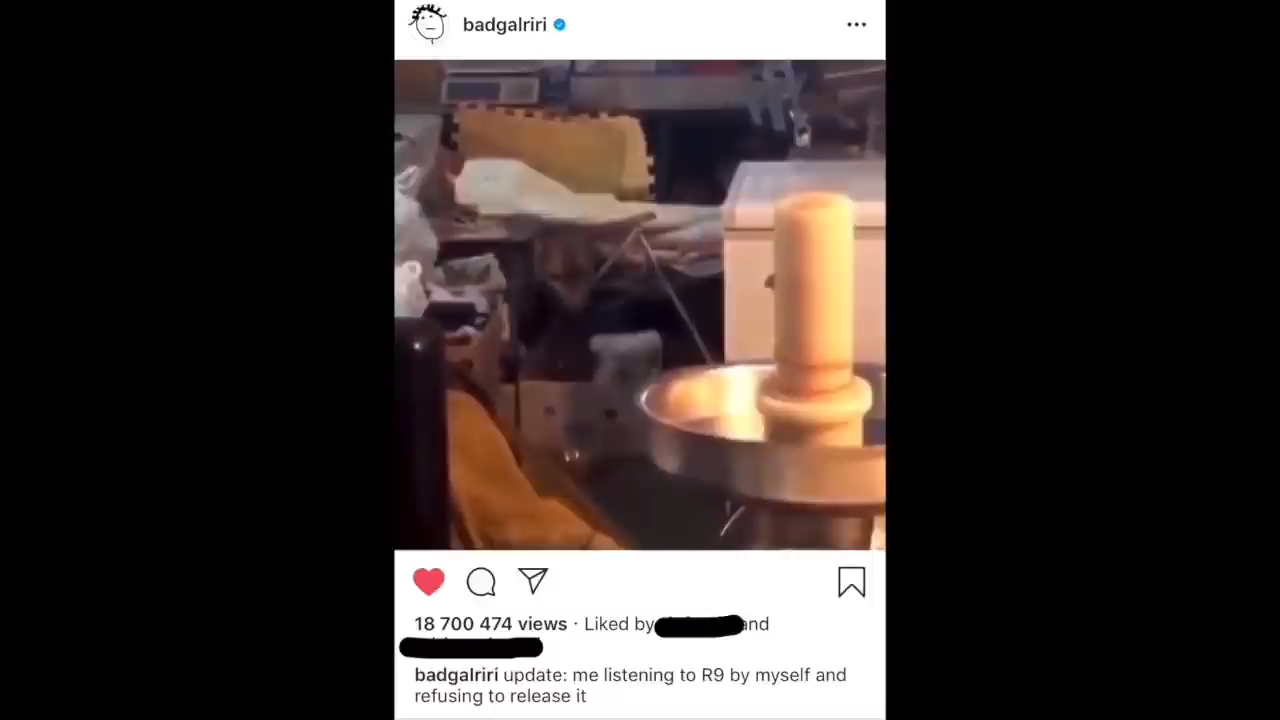 badgalriri
18 700 474 views · Liked by and
badgalriri update: me listening to R9 by myself and
refusing to release it